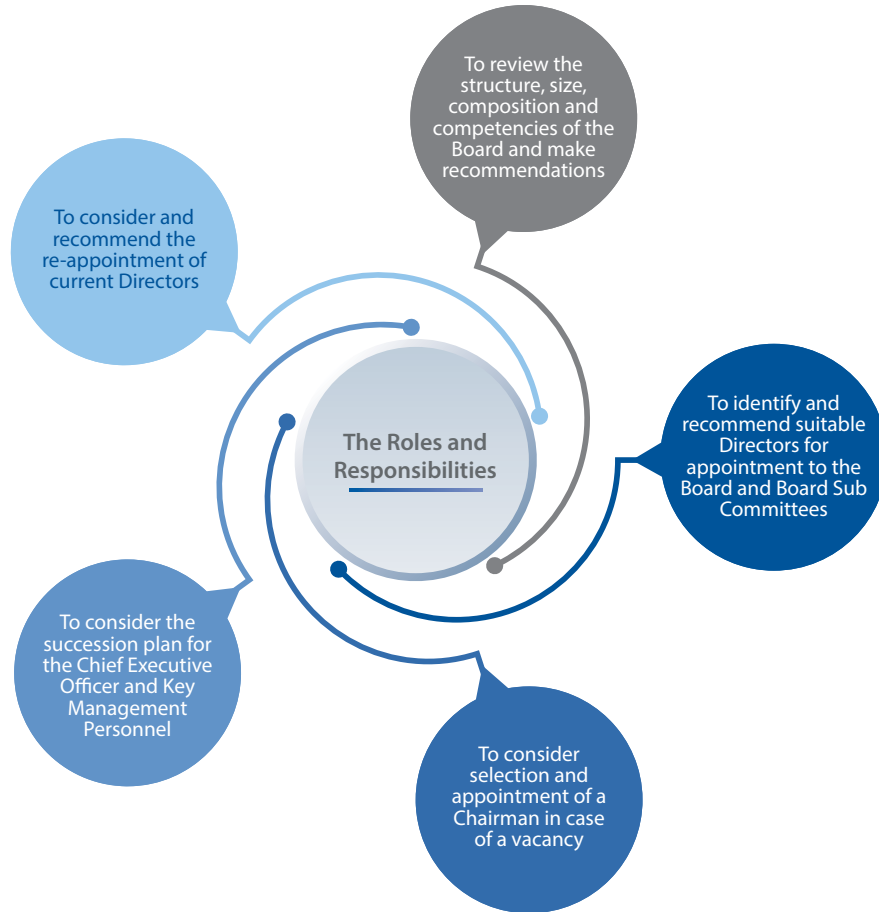 To review the
structure, size,
composition and
competencies of the
Board and make
recommendations
To consider and
recommend the
re-appointment of
current Directors
The Roles and
Responsibilities
To identify and
recommend suitable
Directors for
appointment to the
Board and Board Sub
Committees
To consider the
succession plan for
the Chief Executive
Officer and Key
Management
Personnel
To consider
selection and
appointment of a
Chairman in case
of a vacancy